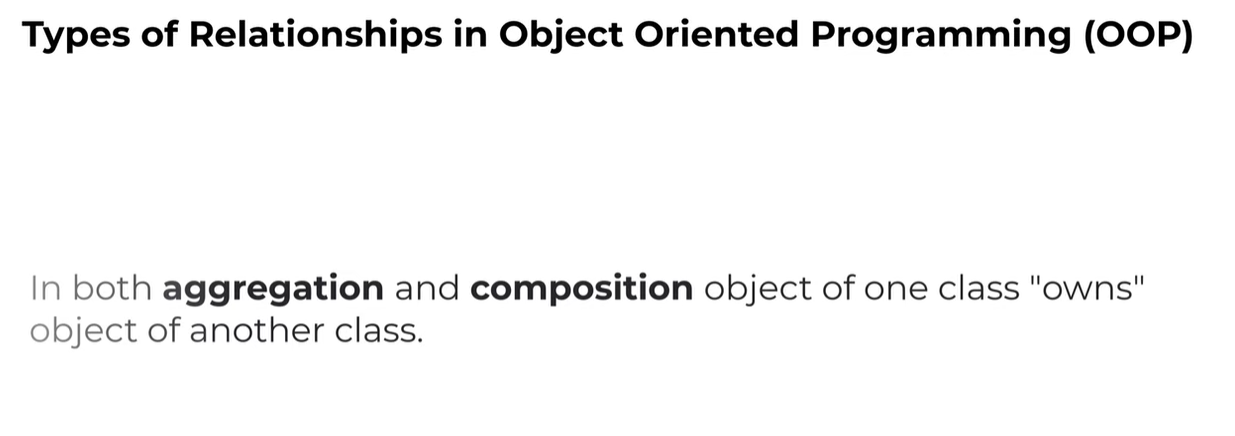 Types of Relationships in Object Oriented Programming (OOP)
In both aggregation and composition object of one class "owns"
object of another class.